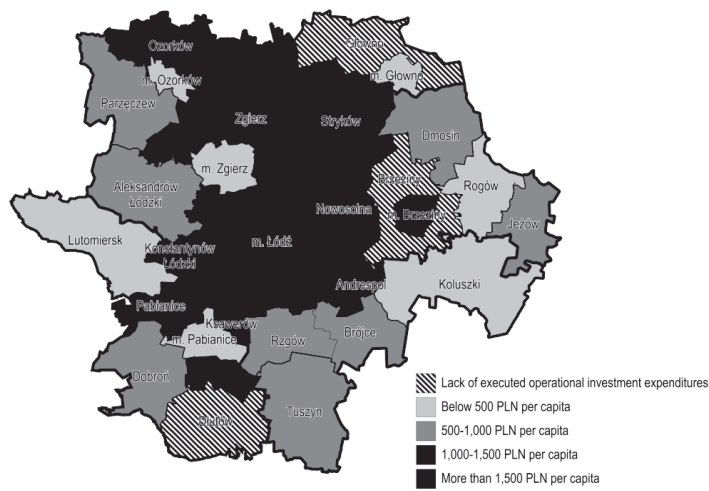 Ozorków
Głowno
m. Ozorków
m. Głowno
Parzęczew
Zgierz
Stryków
Dmosin
m. Zgierz
Brzeziny
Rogów
Aleksandrów
Łódzki
Nowosolna
m. Brzeziny
Jeżów
Lutomiersk
Konstantynów
Łódzki
m. Łódź
Andrespol
Koluszki
Pabianice
Ksawerów
m. Pabianice
Rzgów
Brójce
Dobroń
Dłutów
Tuszyn
Lack of executed operational investment expenditures
Below 500 PLN per capita
500-1,000 PLN per capita
1,000-1,500 PLN per capita
More than 1,500 PLN per capita